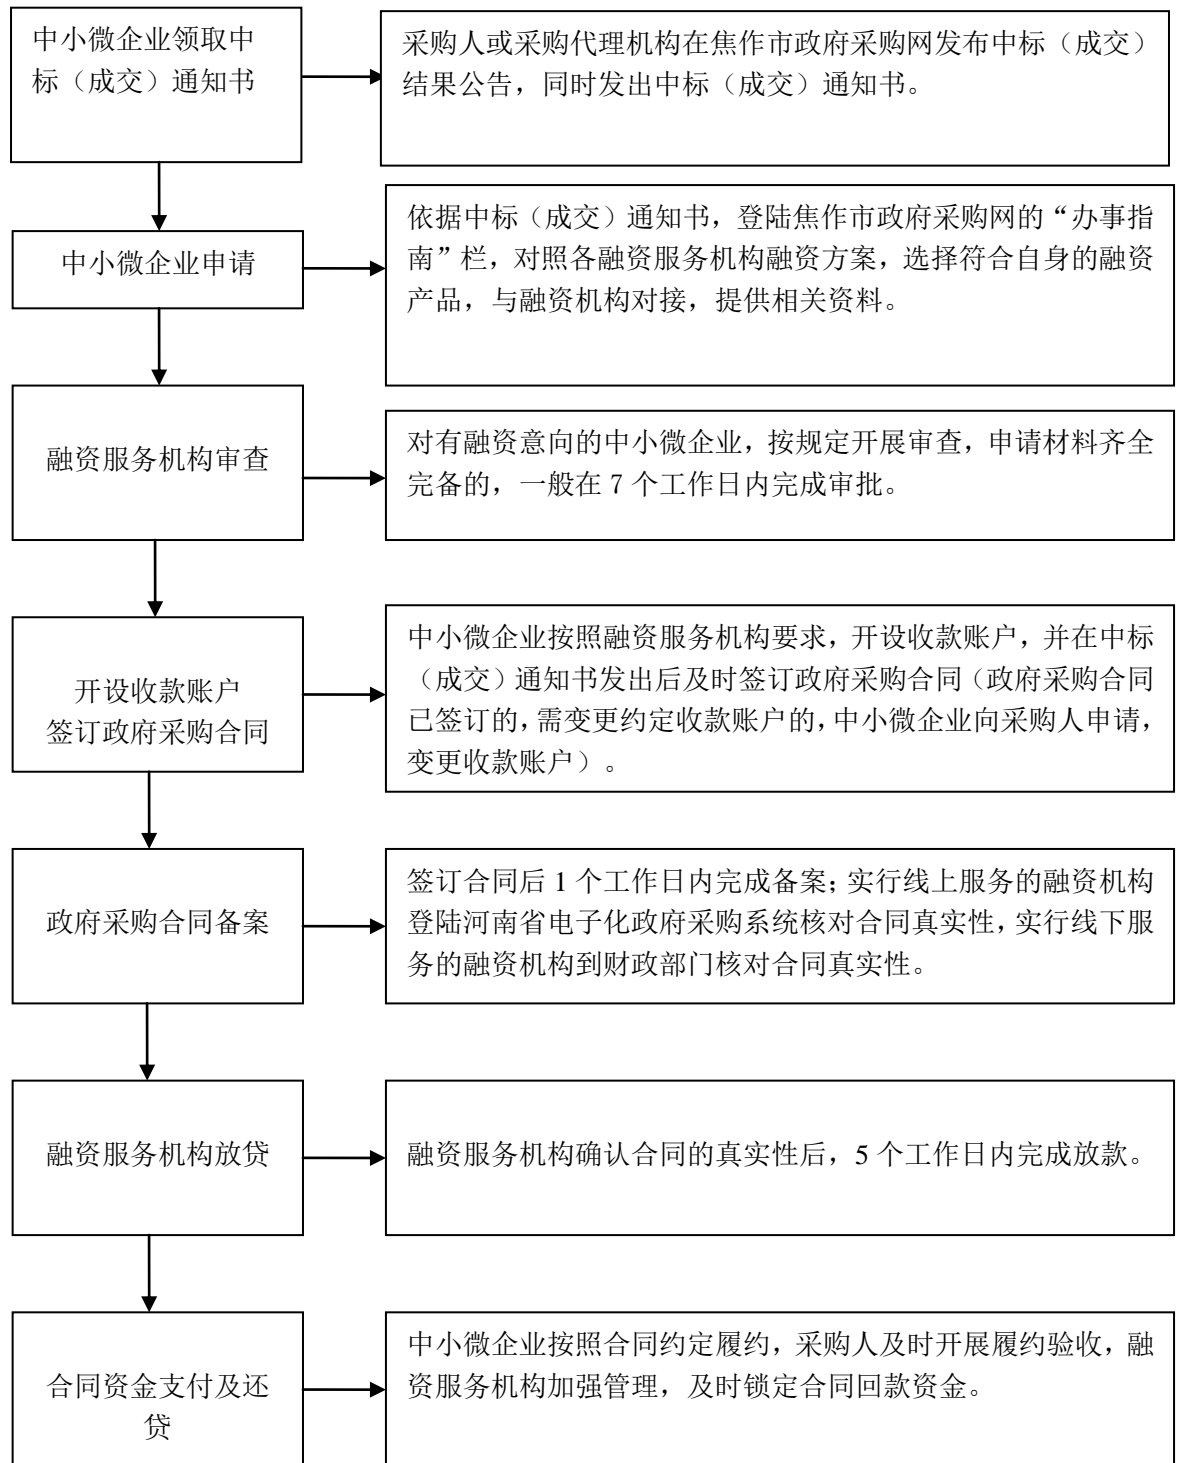 中小微企业领取中
标（成交）通知书
采购人或采购代理机构在焦作市政府采购网发布中标（成交）
结果公告，同时发出中标（成交）通知书。
中小微企业申请
依据中标（成交）通知书，登陆焦作市政府采购网的“办事指
南”栏，对照各融资服务机构融资方案，选择符合自身的融资
产品，与融资机构对接，提供相关资料。
融资服务机构审查
对有融资意向的中小微企业，按规定开展审查，申请材料齐全
完备的，一般在 7 个工作日内完成审批。
开设收款账户
签订政府采购合同
中小微企业按照融资服务机构要求，开设收款账户，并在中标
（成交）通知书发出后及时签订政府采购合同（政府采购合同
已签订的，需变更约定收款账户的，中小微企业向采购人申请，
变更收款账户）。
政府采购合同备案
签订合同后 1 个工作日内完成备案；实行线上服务的融资机构
登陆河南省电子化政府采购系统核对合同真实性，实行线下服
务的融资机构到财政部门核对合同真实性。
融资服务机构放贷
融资服务机构确认合同的真实性后，5 个工作日内完成放款。
合同资金支付及还
贷
中小微企业按照合同约定履约，采购人及时开展履约验收，融
资服务机构加强管理，及时锁定合同回款资金。